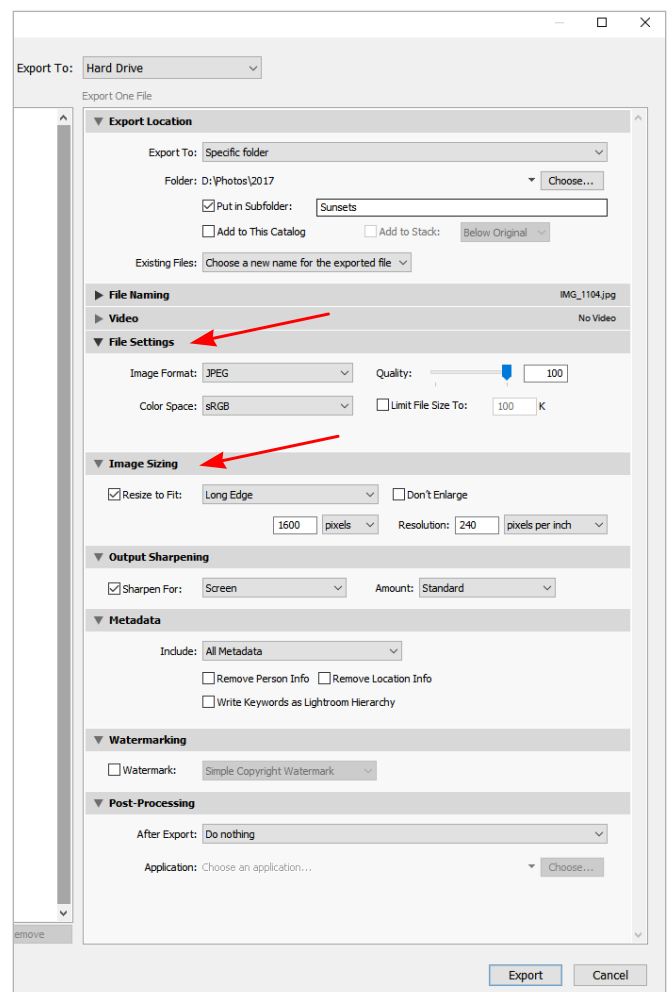 Export To: Hard Drive
Export One File
Export Location
Export To: Specific folder
Folder: D:\Photos\2017 Choose...
Put in Subfolder: Sunsets
Add to This Catalog Add to Stack: Below Original
Existing Files: Choose a new name for the exported file
File Naming IMG_1104.jpg
Video No Video
File Settings
Image Format: JPEG Quality: 100
Color Space: sRGB Limit File Size To: 100 K
Image Sizing
Resize to Fit: Long Edge Don't Enlarge
1600 pixels Resolution: 240 pixels per inch
Output Sharpening
Sharpen For: Screen Amount: Standard
Metadata
Include: All Metadata
Remove Person Info Remove Location Info
Write Keywords as Lightroom Hierarchy
Watermarking
Watermark: Simple Copyright Watermark
Post-Processing
After Export: Do nothing
Application: Choose an application... Choose...
emove
Export Cancel